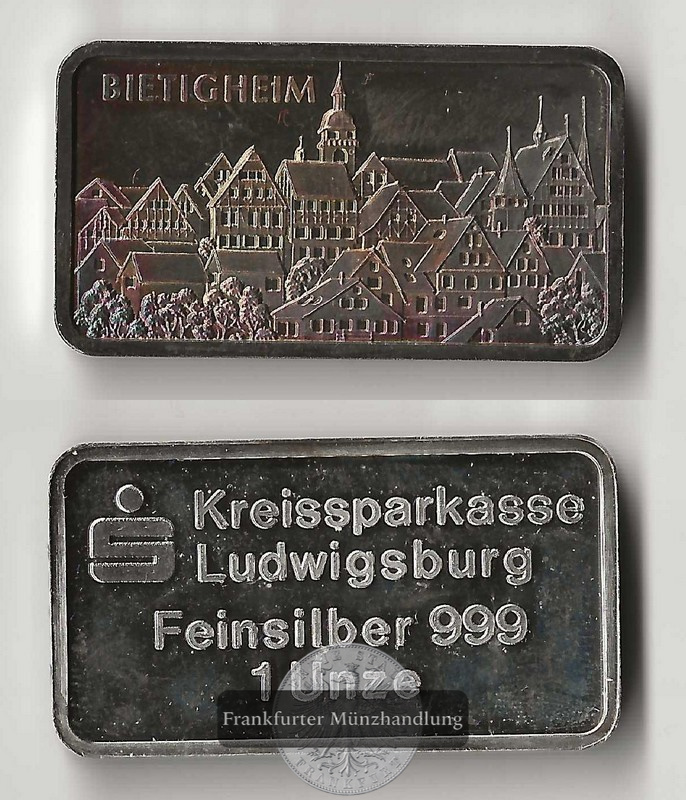 BIETIGHEIM
Kreissparkasse
Ludwigsburg
Feinsilber 999
1 Unze
Frankfurter Münzhandlung